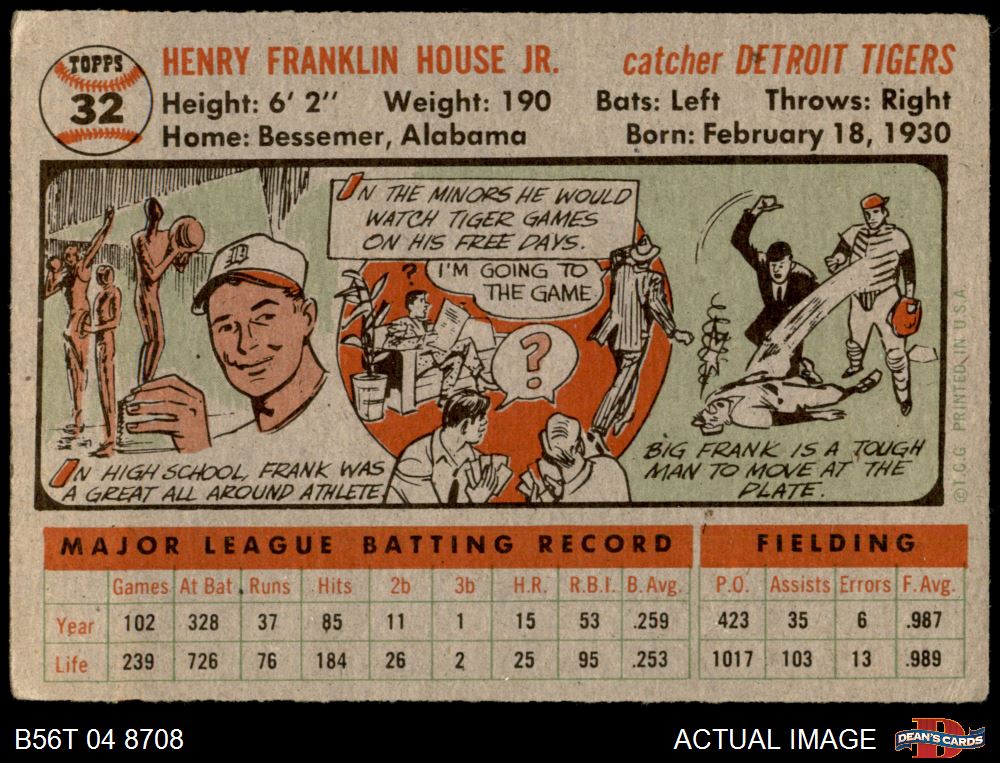 TOPPS
32
HENRY FRANKLIN HOUSE JR. catcher DETROIT TIGERS
Height: 6' 2" Weight: 190 Bats: Left Throws: Right
Home: Bessemer, Alabama Born: February 18, 1930
D
IN HIGH SCHOOL, FRANK WAS
A GREAT ALL AROUND ATHLETE.
IN THE MINORS HE WOULD
WATCH TIGER GAMES
ON HIS FREE DAYS.
I'M GOING TO
THE GAME
?
?
BIG FRANK IS A TOUGH
MAN TO MOVE AT THE
PLATE.
© T.C.G. PRINTED IN U.S.A.
MAJOR LEAGUE BATTING RECORD FIELDING
Games At Bat Runs Hits 2b 3b H.R. R.B.I. B. Avg. P.O. Assists Errors F. Avg.
Year 102 328 37 85 11 1 15 53 .259 423 35 6 .987
Life 239 726 76 184 26 2 25 95 .253 1017 103 13 .989
B56T 04 8708 ACTUAL IMAGE DEAN'S CARDS